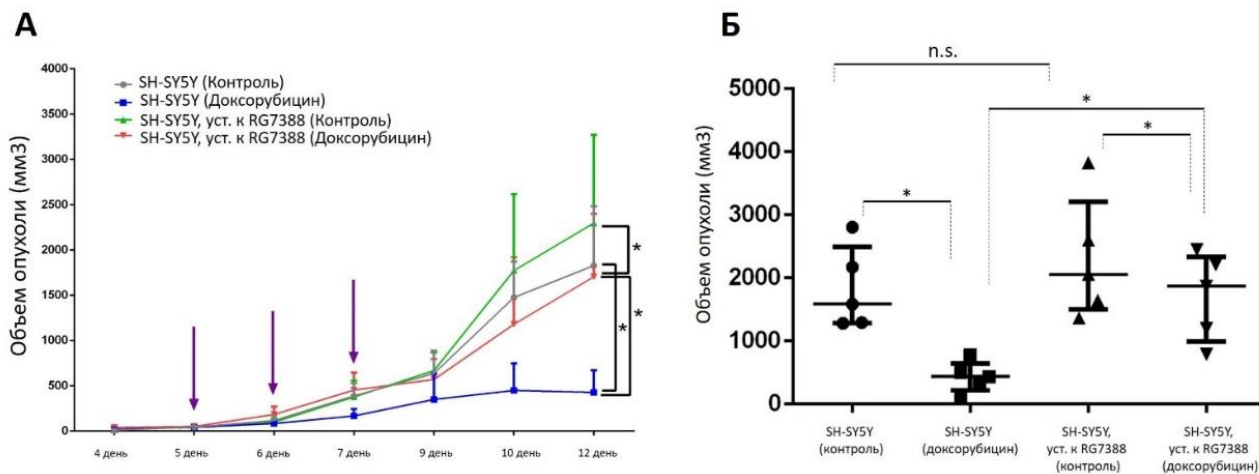 А
Объем опухоли (мм3)
4000
3500
3000
2500
2000
1500
1000
500
0
SH-SY5Y (Контроль)
SH-SY5Y (Доксорубицин)
SH-SY5Y, уст. к RG7388 (Контроль)
SH-SY5Y, уст. к RG7388 (Доксорубицин)
*
*
*
4 день 5 день 6 день 7 день 9 день 10 день 12 день
Б
Объем опухоли (мм3)
5000
4000
3000
2000
1000
0
n.s.
*
*
*
SH-SY5Y
(контроль)
SH-SY5Y
(доксорубицин)
SH-SY5Y,
уст. к RG7388
(контроль)
SH-SY5Y,
уст. к RG7388
(доксорубицин)